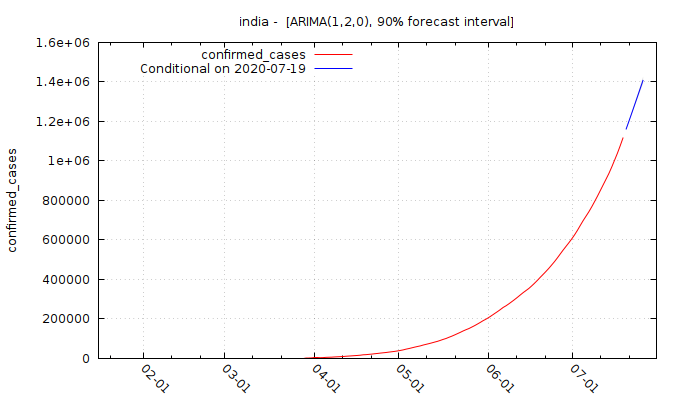 india -  [ARIMA(1,2,0), 90% forecast interval]
confirmed_cases
Conditional on 2020-07-19
confirmed_cases
1.6e+06
1.4e+06
1.2e+06
1e+06
800000
600000
400000
200000
0
02-01
03-01
04-01
05-01
06-01
07-01